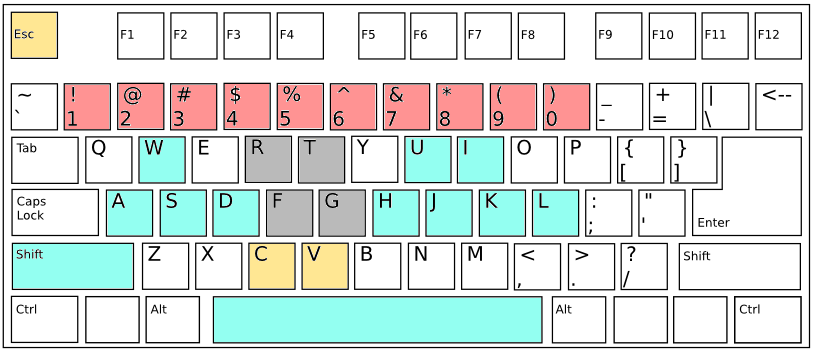 Esc F1 F2 F3 F4 F5 F6 F7 F8 F9 F10 F11 F12
~ ! @ # $ % ^ & * ( ) _ + | <--
` 1 2 3 4 5 6 7 8 9 0 - = \
Tab Q W E R T Y U I O P { }
[ ]
Caps A S D F G H J K L : "
Lock ; ' Enter
Shift Z X C V B N M < > ? Shift
, . /
Ctrl Alt Alt Ctrl